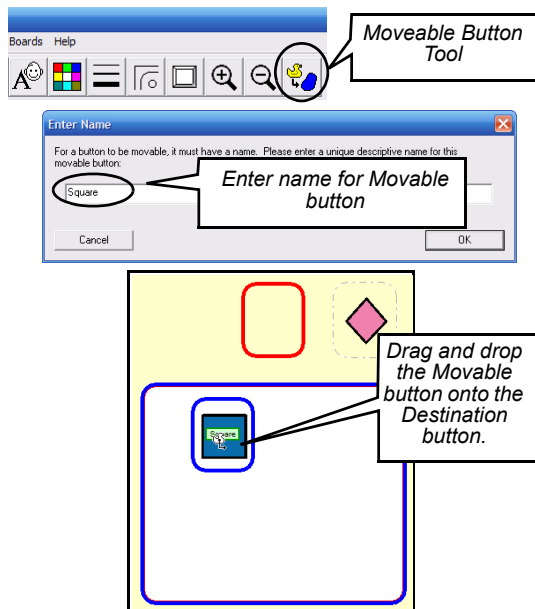 Moveable Button
Tool
Boards Help
A
Enter Name
For a button to be movable, it must have a name. Please enter a unique descriptive name for this
movable button:
Enter name for Movable
button
Square
Cancel
OK
Drag and drop
the Movable
button onto the
Destination
button.
Square